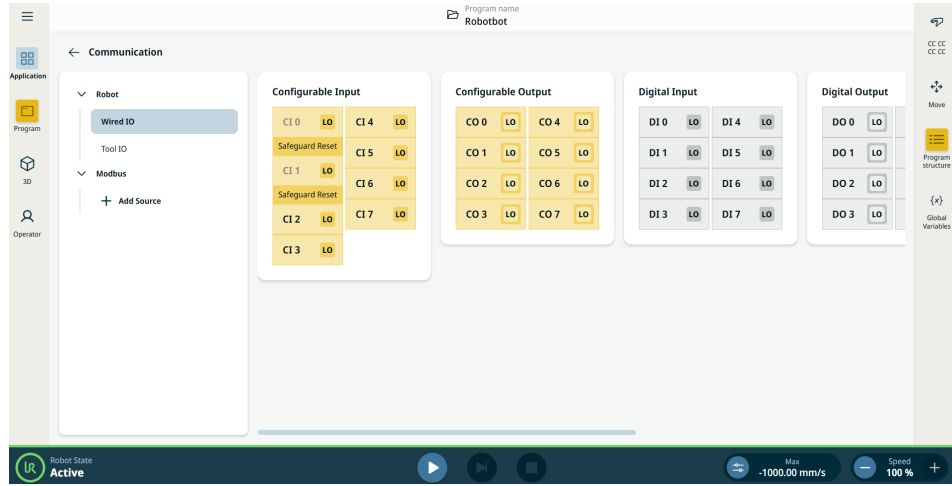 Program name
Robotbot
Application
Program
3D
Operator
Communication
Robot
Wired IO
Tool IO
Modbus
Add Source
Configurable Input
CI 0 LO CI 4 LO
Safeguard Reset
CI 5 LO
CI 1 LO
CI 6 LO
Safeguard Reset
CI 2 LO CI 7 LO
CI 3 LO
Configurable Output
CO 0 LO CO 4 LO
CO 1 LO CO 5 LO
CO 2 LO CO 6 LO
CO 3 LO CO 7 LO
Digital Input
DI 0 LO DI 4 LO
DI 1 LO DI 5 LO
DI 2 LO DI 6 LO
DI 3 LO DI 7 LO
Digital Output
DO 0 LO
DO 1 LO
DO 2 LO
DO 3 LO
CC CC
CC CC
Move
Program
structure
{x}
Global
Variables
UR
Robot State
Active
Max
-1000.00 mm/s
Speed
100 %